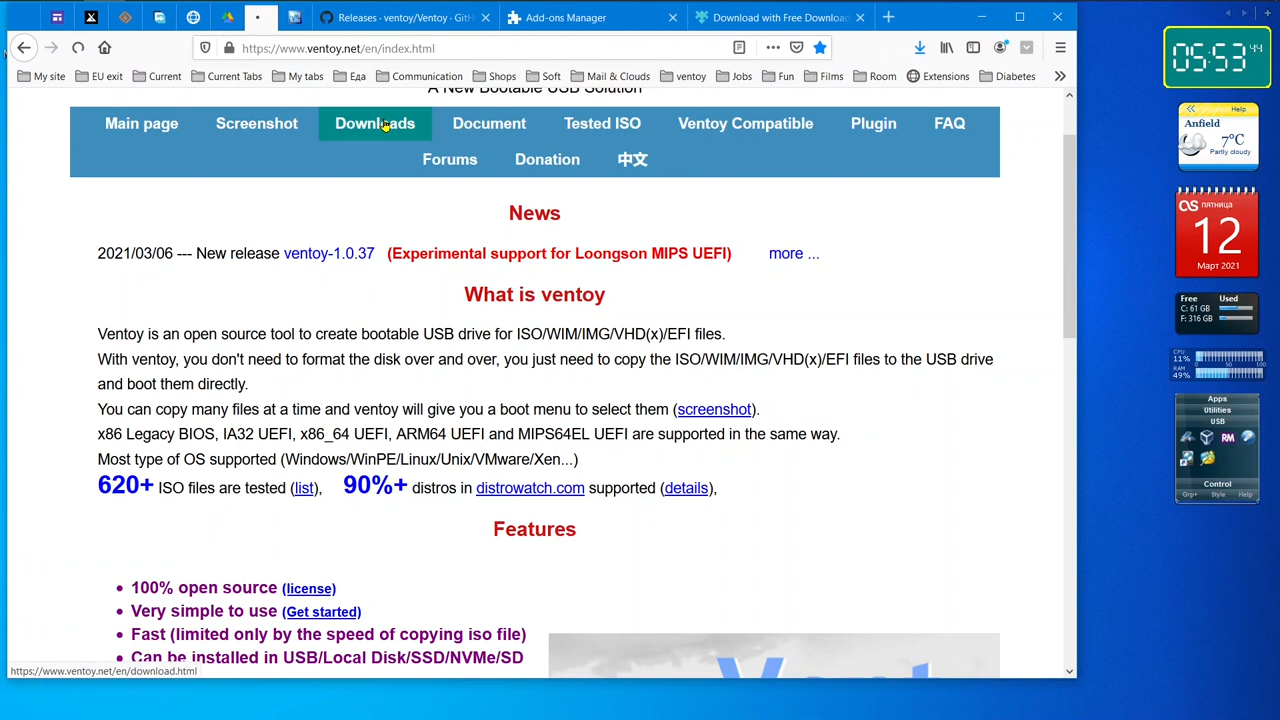 Releases · ventoy/Ventoy · GitH
Add-ons Manager
Download with Free Download
https://www.ventoy.net/en/index.html
My site
EU exit
Current
Current Tabs
My tabs
Еда
Communication
Shops
Soft
Mail & Clouds
ventoy
Jobs
Fun
Films
Room
Extensions
Diabetes
A New Bootable USB Solution
Main page
Screenshot
Downloads
Document
Tested ISO
Ventoy Compatible
Plugin
FAQ
Forums
Donation
中文
News
2021/03/06 --- New release ventoy-1.0.37 (Experimental support for Loongson MIPS UEFI) more ...
What is ventoy
Ventoy is an open source tool to create bootable USB drive for ISO/WIM/IMG/VHD(x)/EFI files.
With ventoy, you don't need to format the disk over and over, you just need to copy the ISO/WIM/IMG/VHD(x)/EFI files to the USB drive
and boot them directly.
You can copy many files at a time and ventoy will give you a boot menu to select them (screenshot).
x86 Legacy BIOS, IA32 UEFI, x86_64 UEFI, ARM64 UEFI and MIPS64EL UEFI are supported in the same way.
Most type of OS supported (Windows/WinPE/Linux/Unix/VMware/Xen...)
620+ ISO files are tested (list), 90%+ distros in distrowatch.com supported (details),
Features
• 100% open source (license)
• Very simple to use (Get started)
• Fast (limited only by the speed of copying iso file)
• Can be installed in USB/Local Disk/SSD/NVMe/SD
https://www.ventoy.net/en/download.html
05:53 44
Help
Anfield
7°C
Partly cloudy
пятница
12
Март 2021
Free Used
C: 61 GB
F: 316 GB
CPU
11%
RAM
49%
0 50 100
Apps
Utilities
USB
RM
Control
Grp+ Style Help